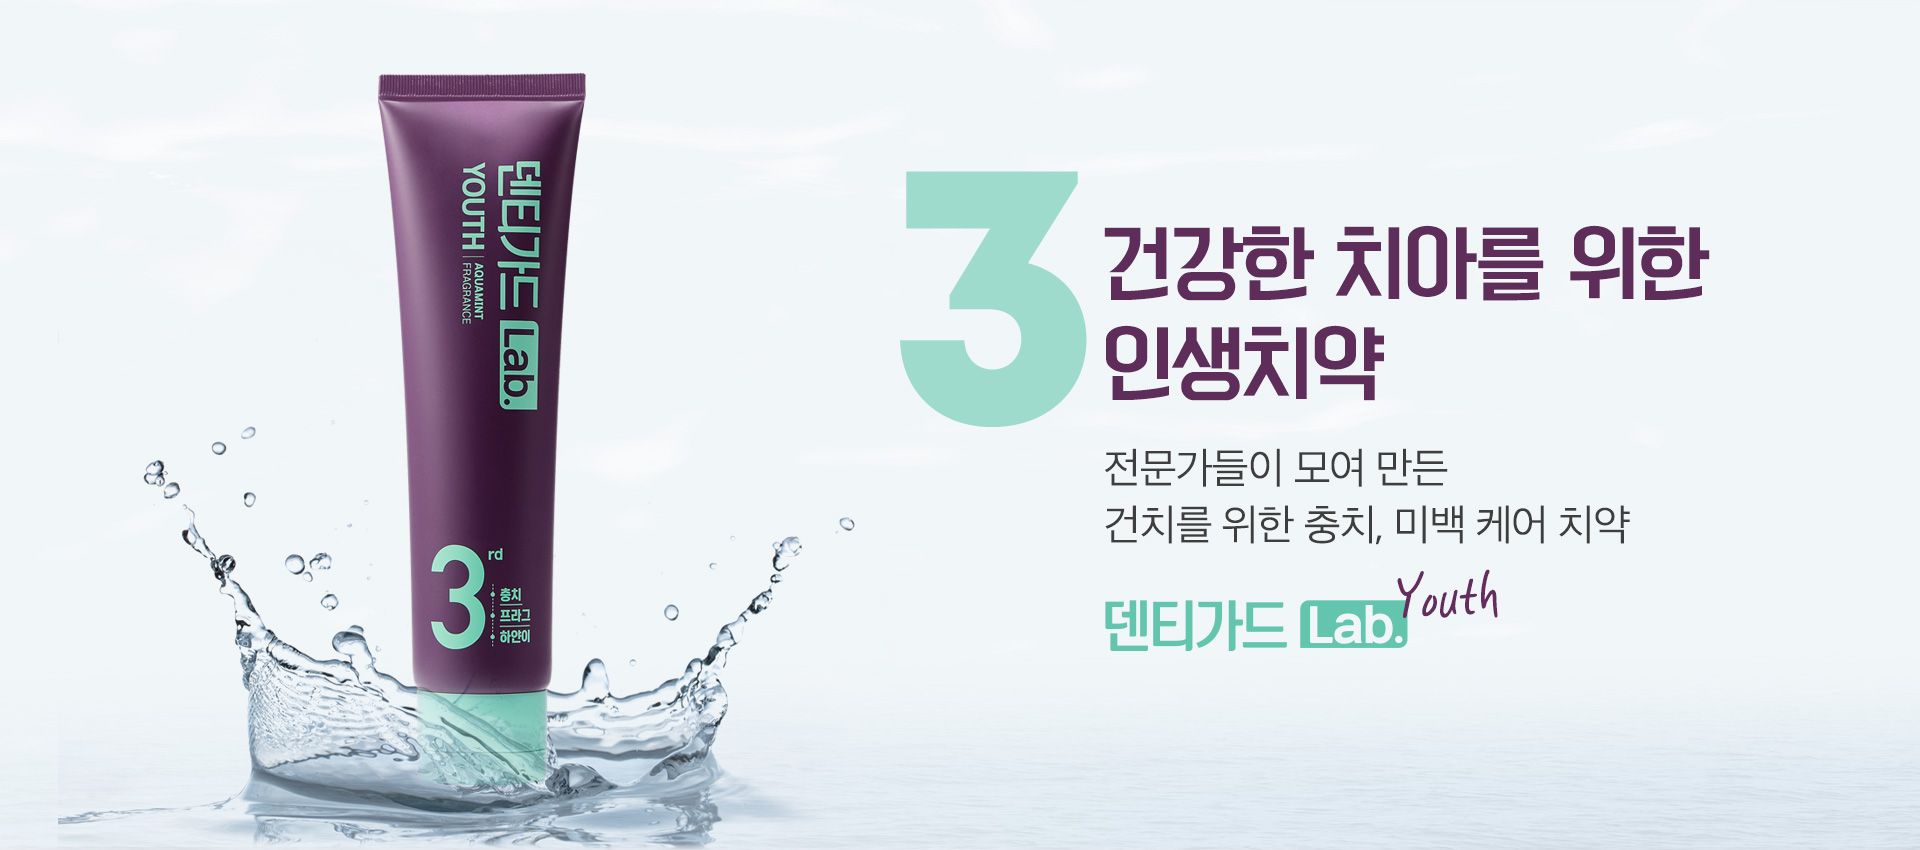 덴티가드 Lab.
YOUTH
AQUAMINT
FRAGRANCE
3rd
충치
프라그
하얀이
3
건강한 치아를 위한
인생치약
전문가들이 모여 만든
건치를 위한 충치, 미백 케어 치약
덴티가드 Lab. Youth